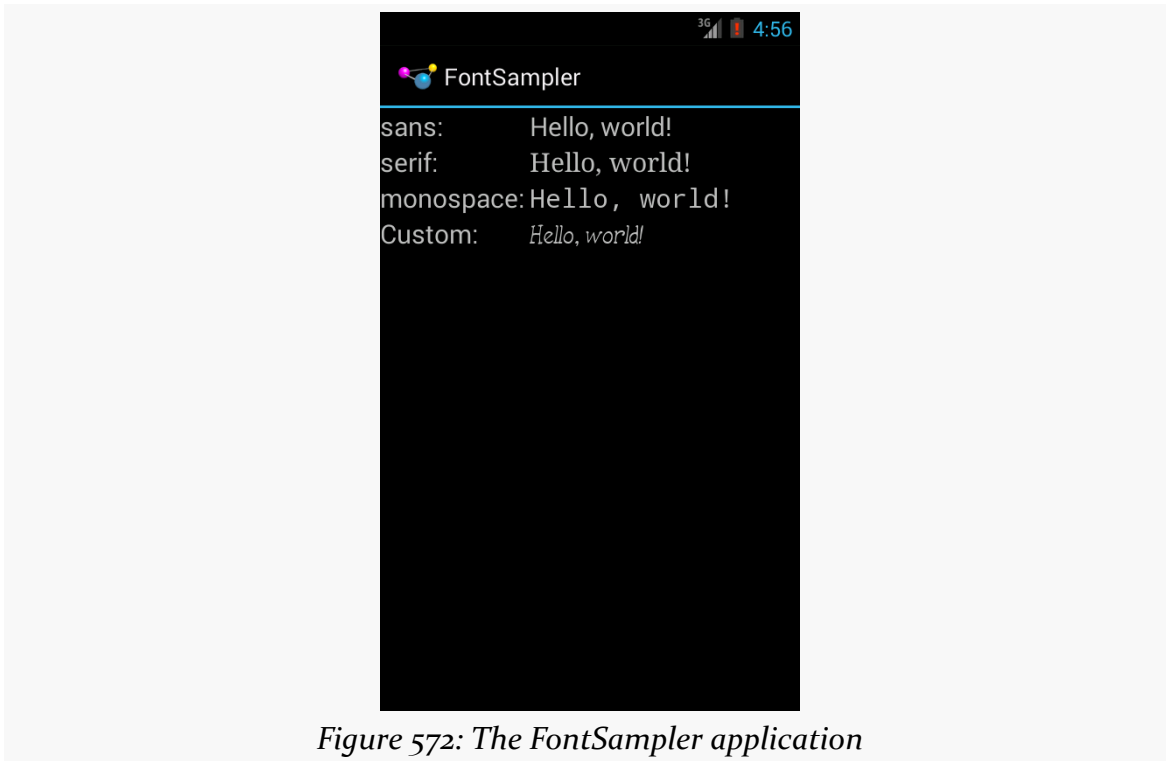 3G 4:56
FontSampler
sans: Hello, world!
serif: Hello, world!
monospace: Hello, world!
Custom: Hello, world!
Figure 572: The FontSampler application